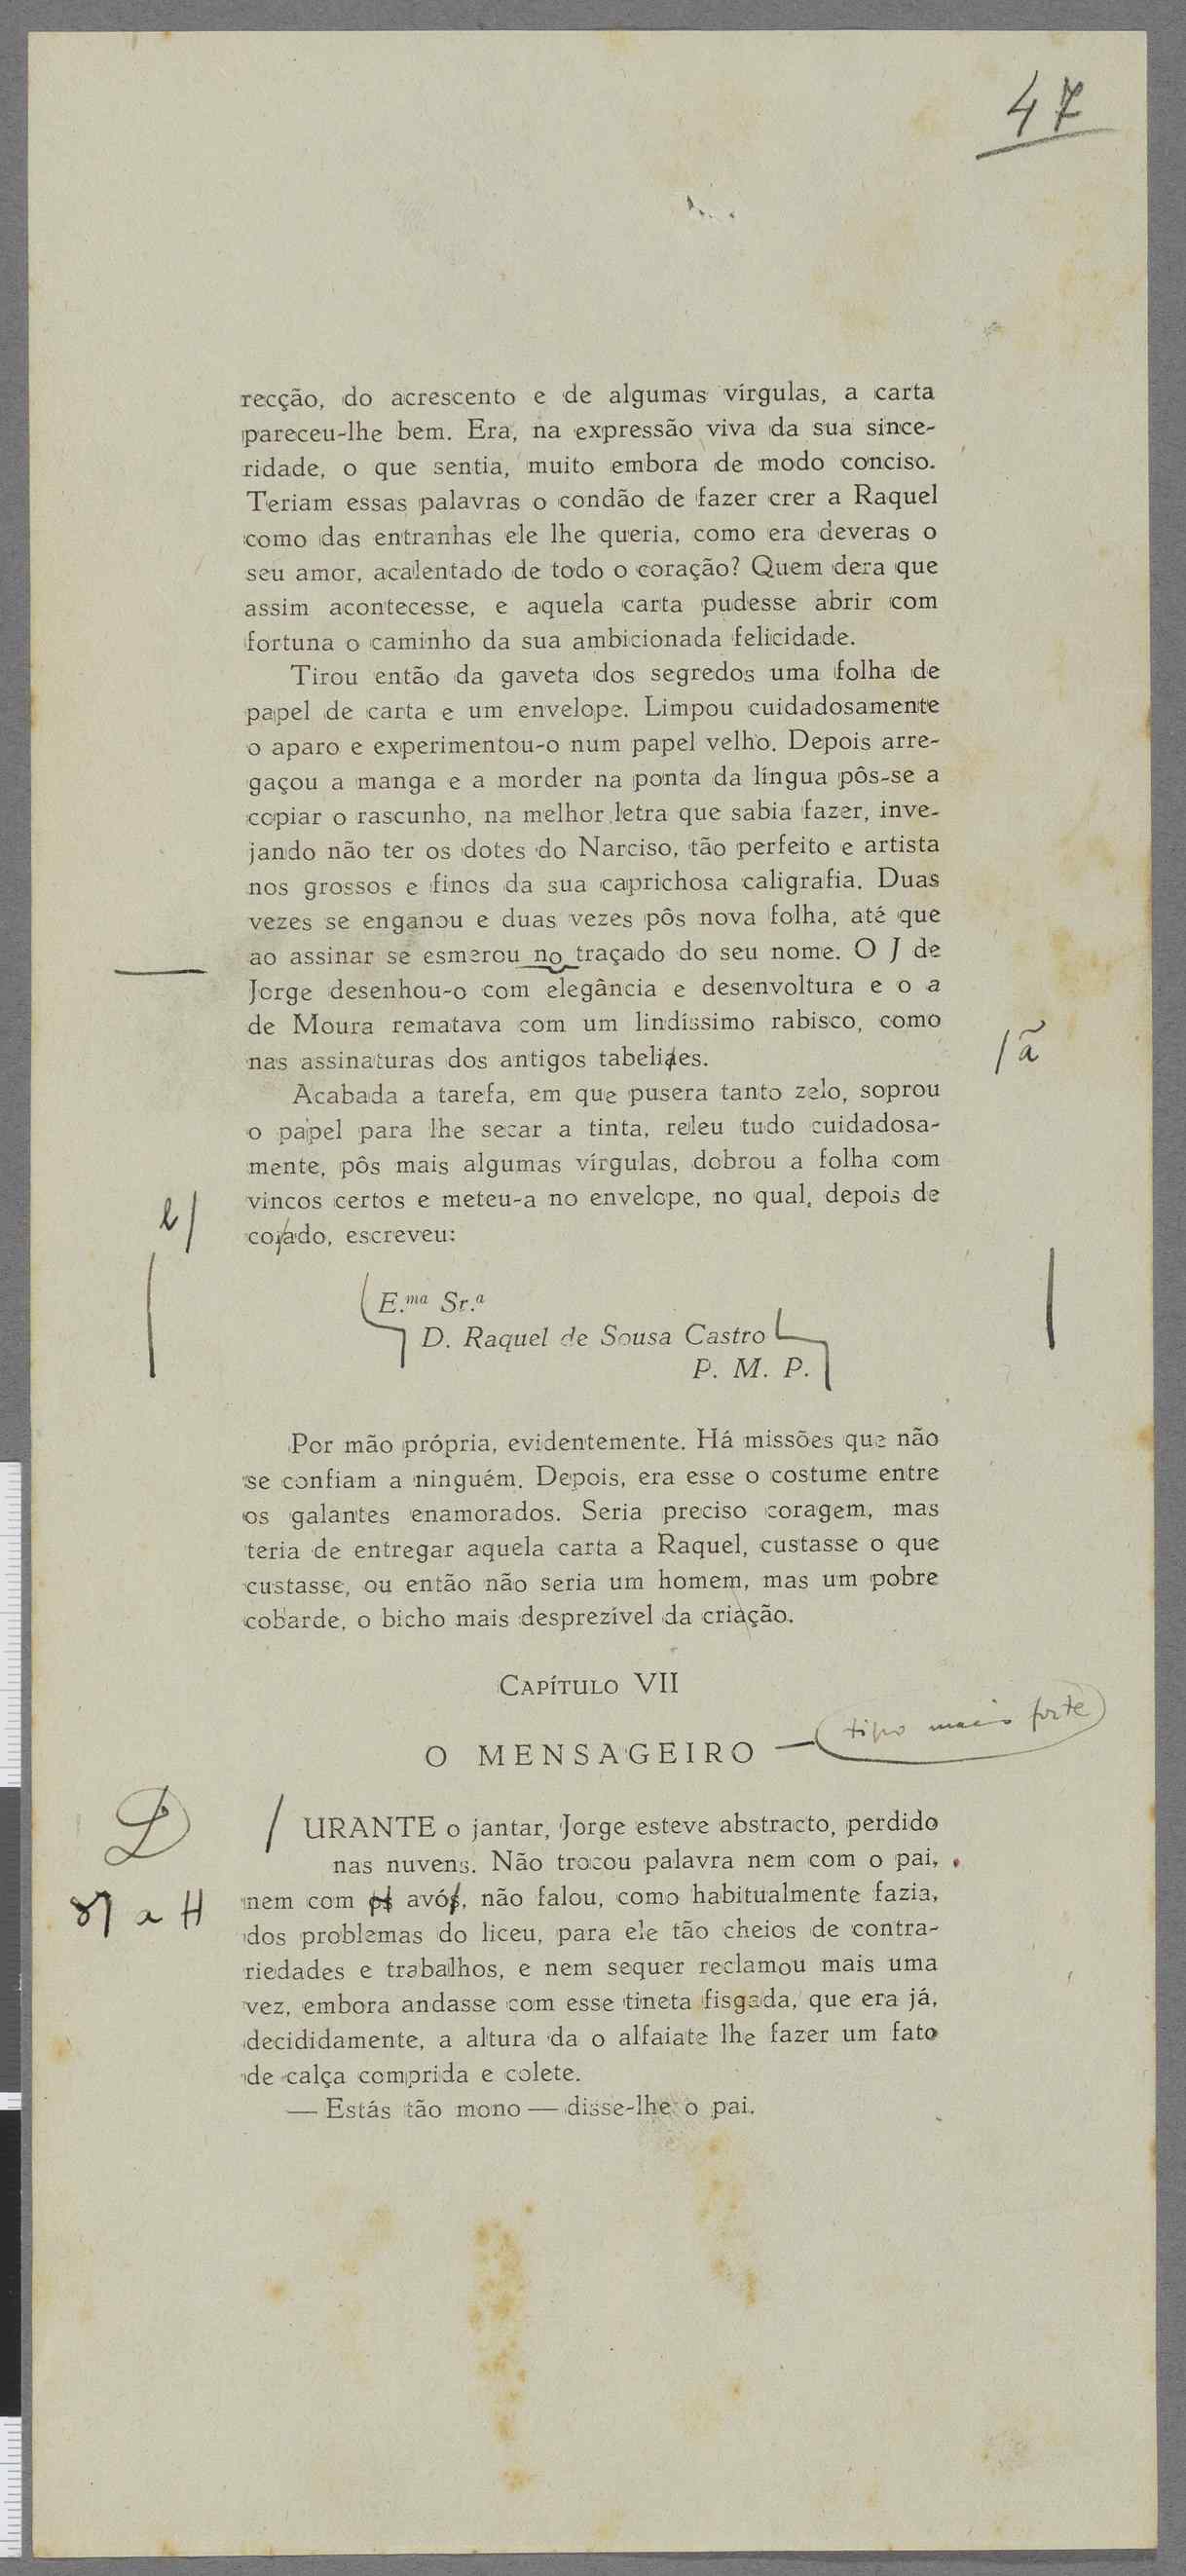 47
recção, do acrescento e de algumas vírgulas, a carta
pareceu-lhe bem. Era, na expressão viva da sua since-
ridade, o que sentia, muito embora de modo conciso.
Teriam essas palavras o condão de fazer crer a Raquel
como das entranhas ele lhe queria, como era deveras o
seu amor, acalentado de todo o coração? Quem dera que
assim acontecesse, e aquela carta pudesse abrir com
fortuna o caminho da sua ambicionada felicidade.
Tirou então da gaveta dos segredos uma folha de
papel de carta e um envelope. Limpou cuidadosamente
o aparo e experimentou-o num papel velho. Depois arre-
gaçou a manga e a morder na ponta da língua pôs-se a
copiar o rascunho, na melhor letra que sabia fazer, inve-
jando não ter os dotes do Narciso, tão perfeito e artista
nos grossos e finos da sua caprichosa caligrafia. Duas
vezes se enganou e duas vezes pôs nova folha, até que
ao assinar se esmerou no traçado do seu nome. O J de
Jorge desenhou-o com elegância e desenvoltura e o a
de Moura rematava com um lindíssimo rabisco, como
nas assinaturas dos antigos tabeliães. / ã
Acabada a tarefa, em que pusera tanto zelo, soprou
o papel para lhe secar a tinta, releu tudo cuidadosa-
mente, pôs mais algumas vírgulas, dobrou a folha com
vincos certos e meteu-a no envelope, no qual, depois de
l/ cojado, escreveu:
E.ma Sr.a
D. Raquel de Sousa Castro
P. M. P.
Por mão própria, evidentemente. Há missões que não
se confiam a ninguém. Depois, era esse o costume entre
os galantes enamorados. Seria preciso coragem, mas
teria de entregar aquela carta a Raquel, custasse o que
custasse, ou então não seria um homem, mas um pobre
cobarde, o bicho mais desprezível da criação.
CAPÍTULO VII
O MENSAGEIRO — tipo mais forte
D / URANTE o jantar, Jorge esteve abstracto, perdido
nas nuvens. Não trocou palavra nem com o pai,
a H nem com os avós, não falou, como habitualmente fazia,
dos problemas do liceu, para ele tão cheios de contra-
riedades e trabalhos, e nem sequer reclamou mais uma
vez, embora andasse com esse tineta fisgada, que era já,
decididamente, a altura da o alfaiate lhe fazer um fato
de calça comprida e colete.
— Estás tão mono — disse-lhe o pai.